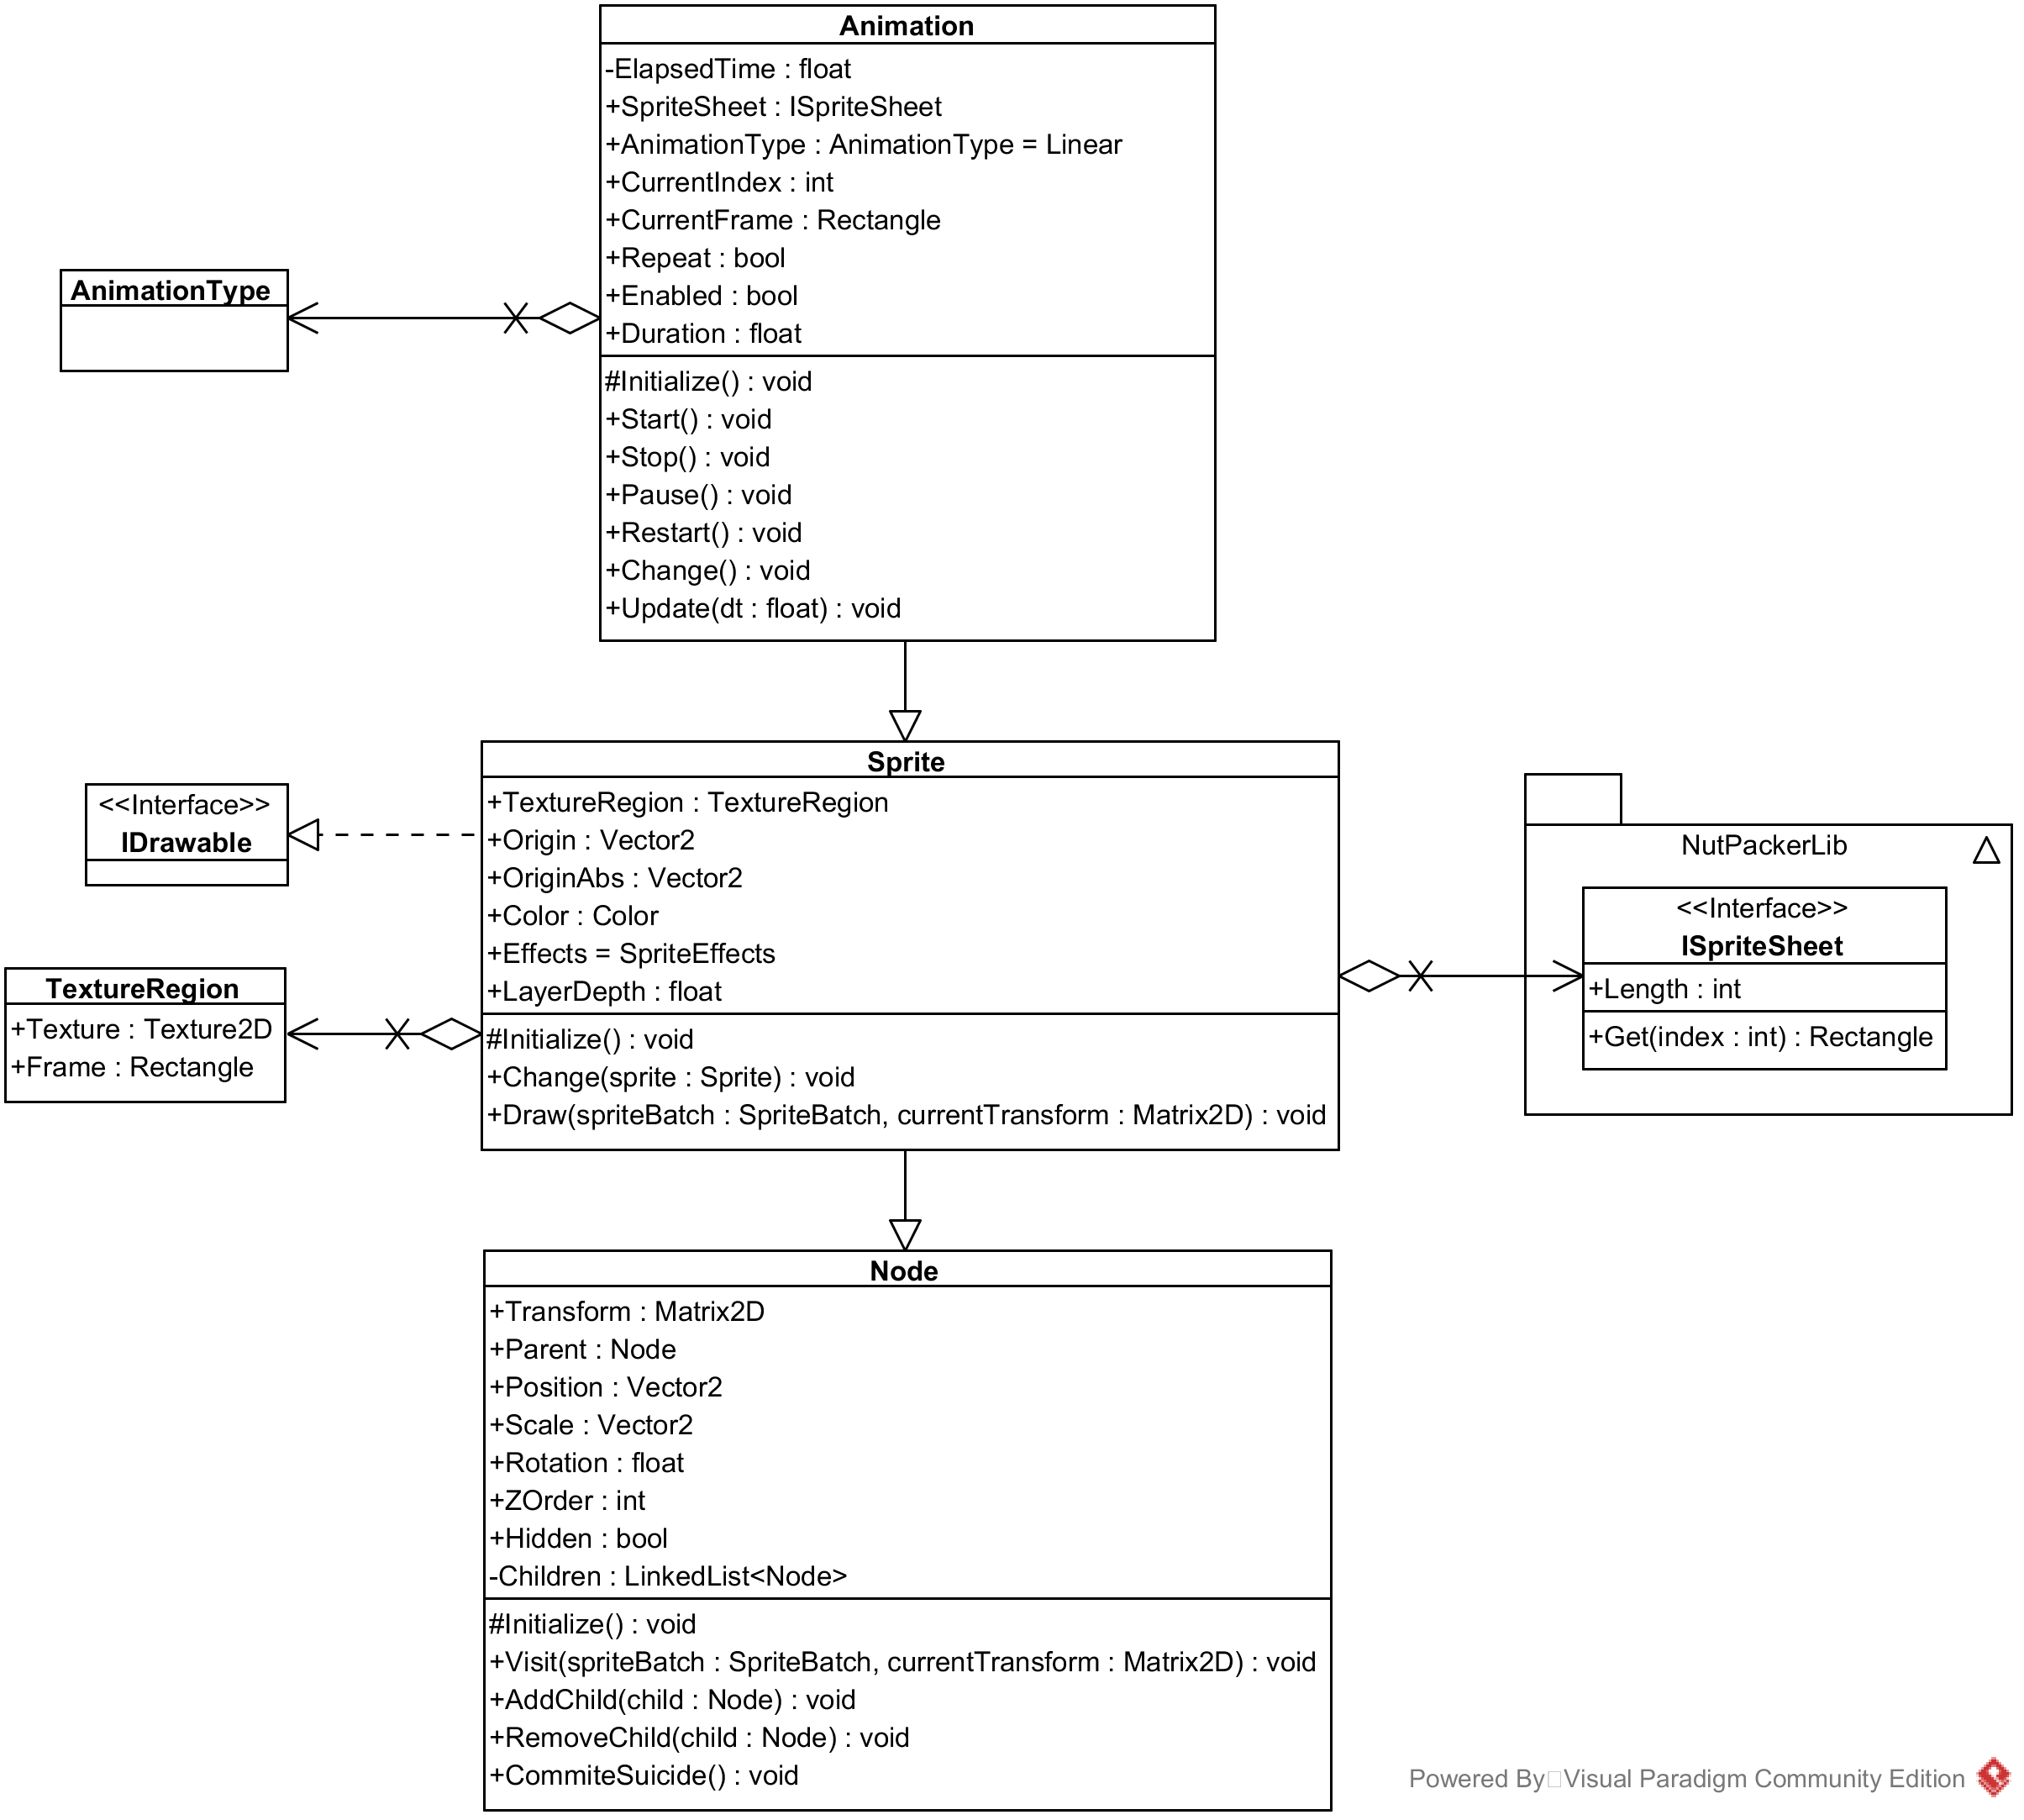 Animation
-ElapsedTime : float
+SpriteSheet : ISpriteSheet
+AnimationType : AnimationType = Linear
+CurrentIndex : int
+CurrentFrame : Rectangle
+Repeat : bool
+Enabled : bool
+Duration : float
#Initialize() : void
+Start() : void
+Stop() : void
+Pause() : void
+Restart() : void
+Change() : void
+Update(dt : float) : void
AnimationType
Sprite
+TextureRegion : TextureRegion
+Origin : Vector2
+OriginAbs : Vector2
+Color : Color
+Effects = SpriteEffects
+LayerDepth : float
#Initialize() : void
+Change(sprite : Sprite) : void
+Draw(spriteBatch : SpriteBatch, currentTransform : Matrix2D) : void
<<Interface>>
IDrawable
TextureRegion
+Texture : Texture2D
+Frame : Rectangle
NutPackerLib
<<Interface>>
ISpriteSheet
+Length : int
+Get(index : int) : Rectangle
Node
+Transform : Matrix2D
+Parent : Node
+Position : Vector2
+Scale : Vector2
+Rotation : float
+ZOrder : int
+Hidden : bool
-Children : LinkedList<Node>
#Initialize() : void
+Visit(spriteBatch : SpriteBatch, currentTransform : Matrix2D) : void
+AddChild(child : Node) : void
+RemoveChild(child : Node) : void
+CommiteSuicide() : void
Powered By Visual Paradigm Community Edition